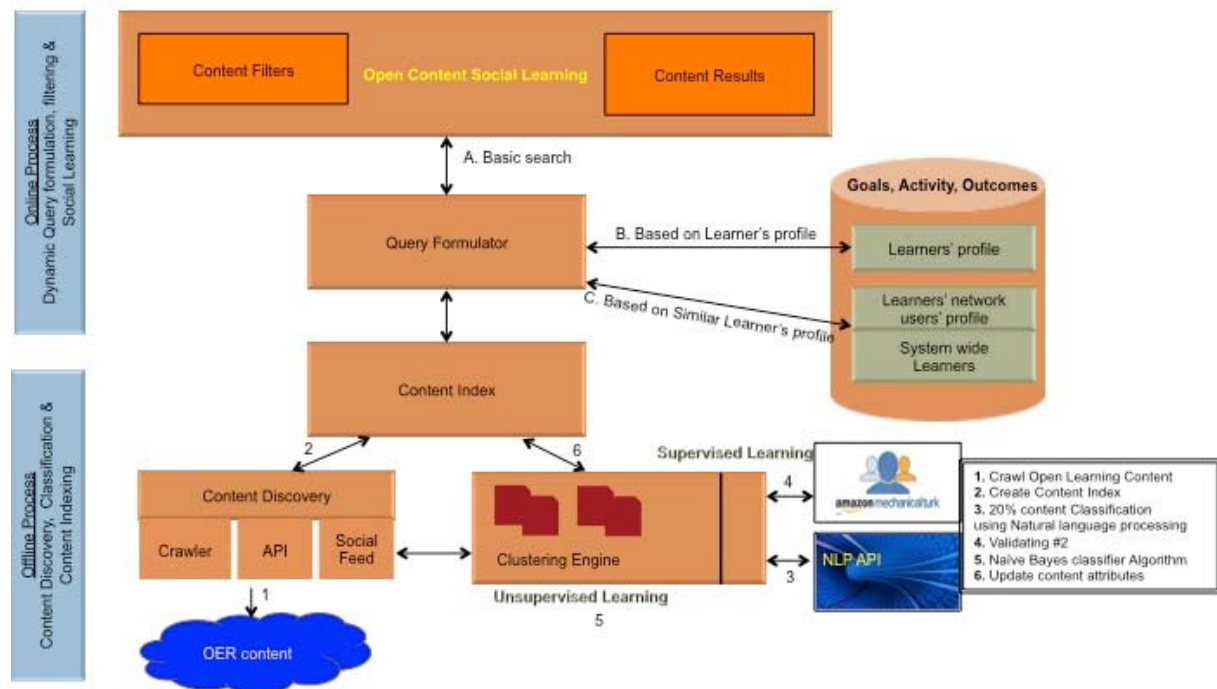 Online Process
Dynamic Query formulation, filtering &
Social Learning
Content Filters
Open Content Social Learning
Content Results
A. Basic search
Query Formulator
B. Based on Learner's profile
C. Based on Similar Learner's profile
Goals, Activity, Outcomes
Learners' profile
Learners' network
users' profile
System wide
Learners
Content Index
Offline Process
Content Discovery, Classification &
Content Indexing
2
6
Content Discovery
Crawler
API
Social
Feed
1
OER content
Clustering Engine
Supervised Learning
Unsupervised Learning
5
4
3
amazonmechanicalturk
NLP API
1. Crawl Open Learning Content
2. Create Content Index
3. 20% content Classification
using Natural language processing
4. Validating #2
5. Naïve Bayes classifier Algorithm
6. Update content attributes